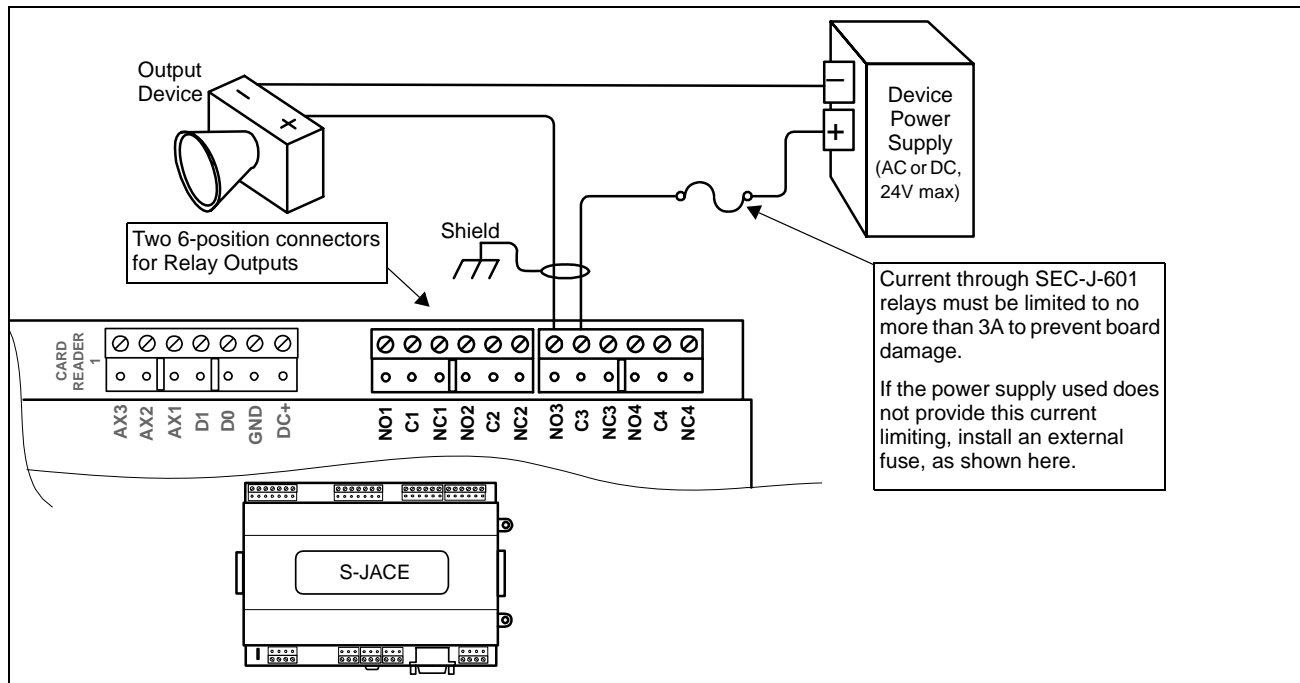 Output
Device
Device
Power
Supply
(AC or DC,
24V max)
Two 6-position connectors
for Relay Outputs
Shield
Current through SEC-J-601
relays must be limited to no
more than 3A to prevent board
damage.
If the power supply used does
not provide this current
limiting, install an external
fuse, as shown here.
CARD
READER
1
AX3 AX2 AX1 D1 D0 GND DC+
NO1 C1 NC1 NO2 C2 NC2 NO3 C3 NC3 NO4 C4 NC4
S-JACE